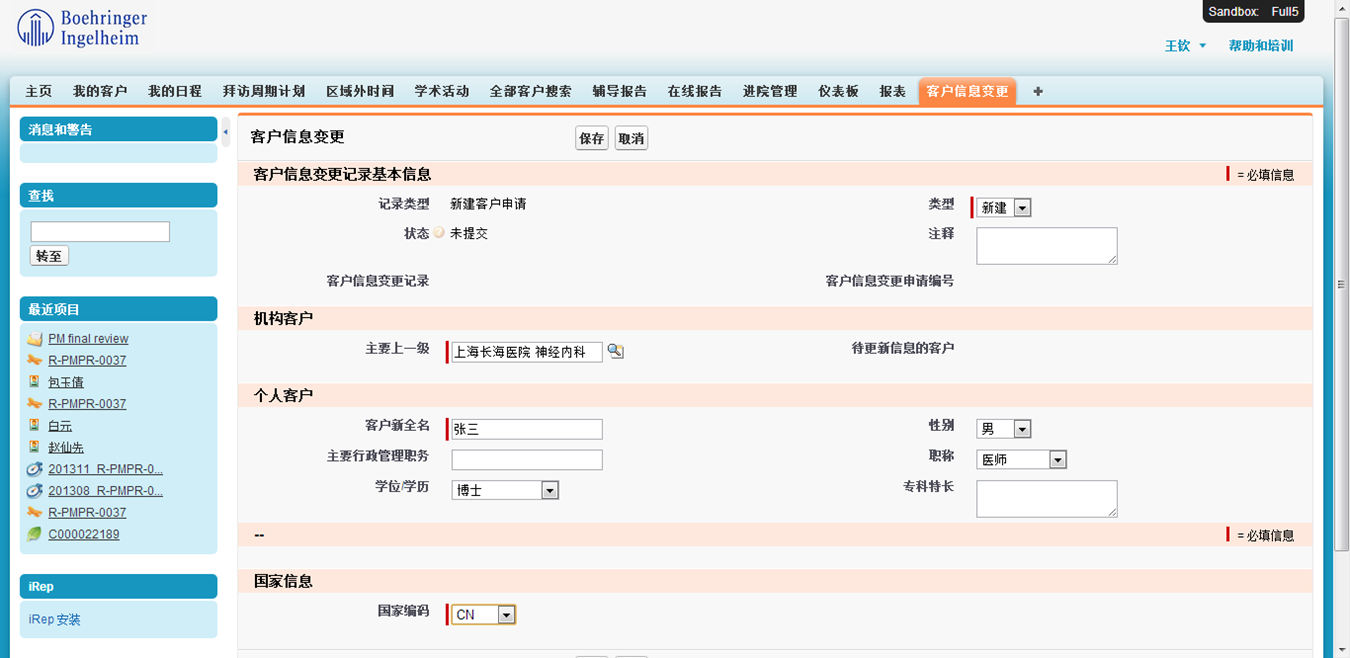 Boehringer
Ingelheim
Sandbox: Full5
王钦 帮助和培训
主页 我的客户 我的日程 拜访周期计划 区域外时间 学术活动 全部客户搜索 辅导报告 在线报告 进院管理 仪表板 报表 客户信息变更 +
消息和警告
查找
转至
最近项目
PM final review
R-PMPR-0037
包玉倩
R-PMPR-0037
白元
赵仙先
201311_R-PMPR-0...
201308_R-PMPR-0...
R-PMPR-0037
C000022189
iRep
iRep 安装
客户信息变更 保存 取消
客户信息变更记录基本信息 = 必填信息
记录类型 新建客户申请 类型 新建
状态 未提交 注释
客户信息变更记录 客户信息变更申请编号
机构客户
主要上一级 上海长海医院 神经内科 待更新信息的客户
个人客户
客户新全名 张三 性别 男
主要行政管理职务 职称 医师
学位/学历 博士 专科特长
-- = 必填信息
国家信息
国家编码 CN